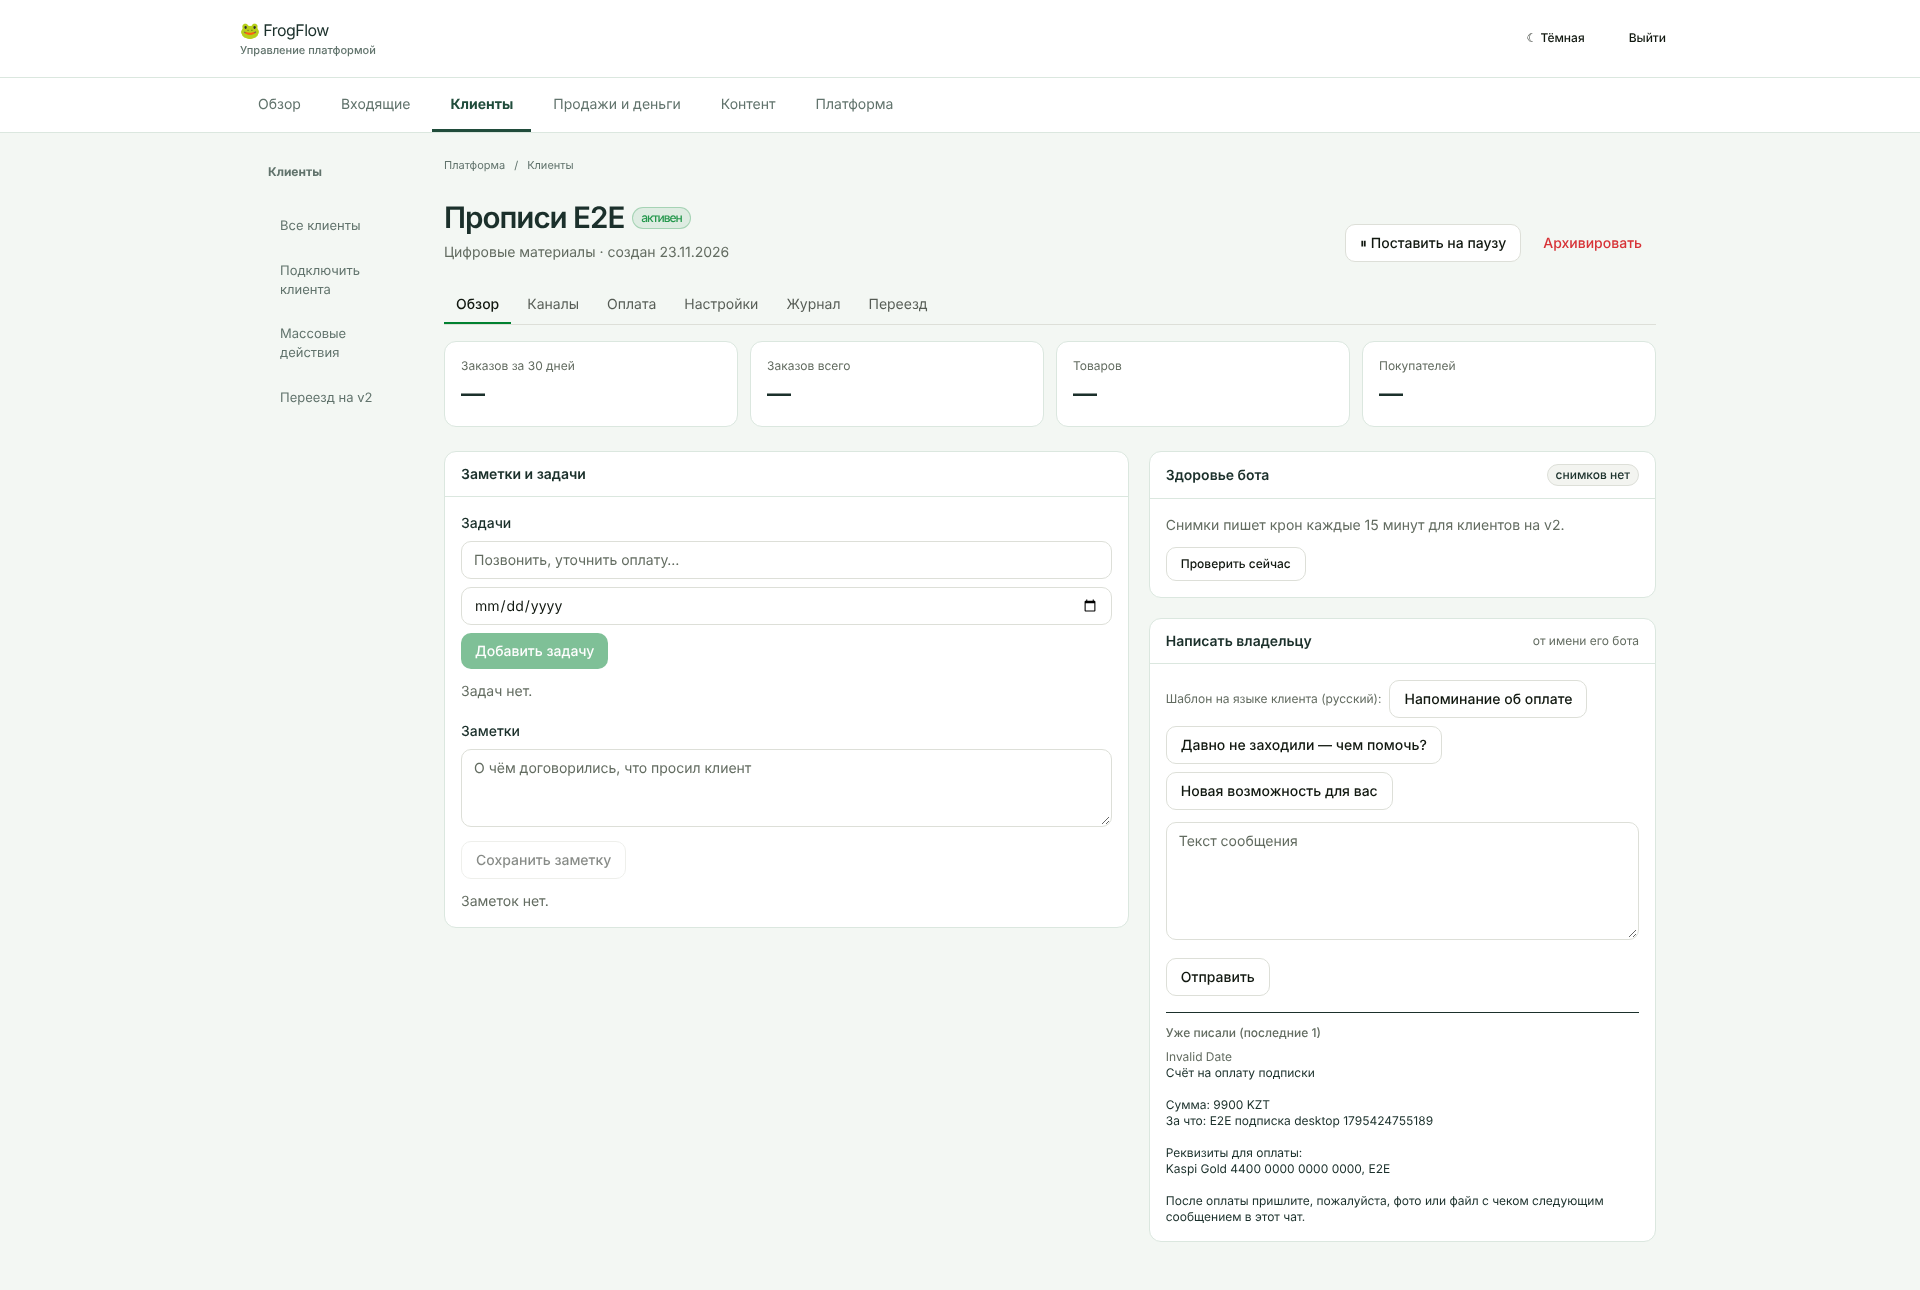 🐸 FrogFlow
Управление платформой
☾ Тёмная
Выйти
Обзор
Входящие
Клиенты
Продажи и деньги
Контент
Платформа
Клиенты
Все клиенты
Подключить
клиента
Массовые
действия
Переезд на v2
Платформа / Клиенты
Прописи E2E
активен
Цифровые материалы · создан 23.11.2026
⏸ Поставить на паузу
Архивировать
Обзор
Каналы
Оплата
Настройки
Журнал
Переезд
Заказов за 30 дней
—
Заказов всего
—
Товаров
—
Покупателей
—
Заметки и задачи
Задачи
Позвонить, уточнить оплату...
mm/dd/yyyy
Добавить задачу
Задач нет.
Заметки
О чём договорились, что просил клиент
Сохранить заметку
Заметок нет.
Здоровье бота
снимков нет
Снимки пишет крон каждые 15 минут для клиентов на v2.
Проверить сейчас
Написать владельцу
от имени его бота
Шаблон на языке клиента (русский):
Напоминание об оплате
Давно не заходили — чем помочь?
Новая возможность для вас
Текст сообщения
Отправить
Уже писали (последние 1)
Invalid Date
Счёт на оплату подписки
Сумма: 9900 KZT
За что: E2E подписка desktop 1795424755189
Реквизиты для оплаты:
Kaspi Gold 4400 0000 0000 0000, E2E
После оплаты пришлите, пожалуйста, фото или файл с чеком следующим
сообщением в этот чат.